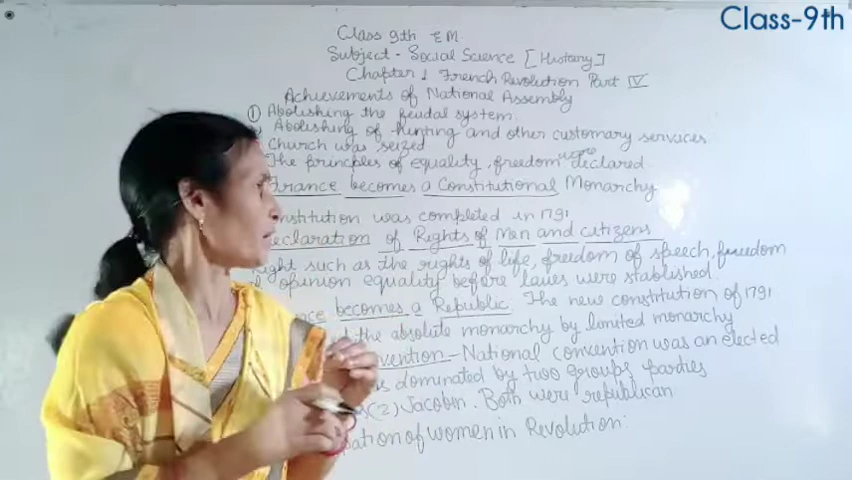 Class-9th
Class 9th EM
Subject - Social Science [History]
Chapter 1 French Revolution Part IV
Achievements of National Assembly
① Abolishing the feudal system.
Abolishing of hunting and other customary services
Church was seized
The principles of equality, freedom were declared
France becomes a Constitutional Monarchy
constitution was completed in 1791
eclaration of Rights of Man and citizens
Right such as the rights of life, freedom of speech, freedom
opinion equality before laws were stablished
becomes a Republic The new constitution of 1791
the absolute monarchy by limited monarchy
nvention - National convention was an elected
dominated by two groups parties
(2) Jacobin. Both were republican
ation of women in Revolution: